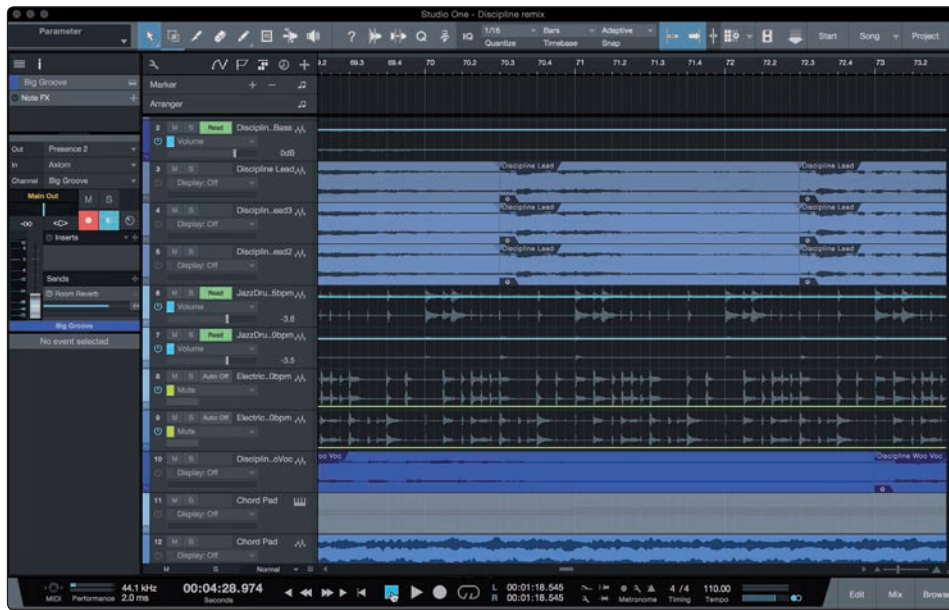 Studio One - Discipline remix
Parameter
IQ
1/16
Quantize
Bars
Timebase
Adaptive
Snap
Start
Song
Project
Big Groove
Note FX
Out Presence 2
In Axiom
Channel Big Groove
Main Out
M S
<C>
Inserts
Sends
Room Reverb
Big Groove
No event selected
69.3 69.4 70 70.2 70.3 70.4 71 71.2 71.3 71.4 72 72.2 72.3 72.4 73 73.2
Marker
Arranger
2 M S Read Disciplin..Bass
Volume
0dB
3 M S Discipline Lead
Display: Off
Discipline Lead
Discipline Lead
4 M S Disciplin..eed3
Display: Off
Discipline Lead
Discipline Lead
M S Disciplin..eed2
Display: Off
Discipline Lead
Discipline Lead
6 M S Read JazzDru..5bpm
Volume
-3.6
7 M S Read JazzDru..0bpm
Volume
-3.5
8 M S Auto: Off Electric..0bpm
Mute
9 M S Auto: Off Electric..0bpm
Mute
10 M S Disciplin..oVoc
Display: Off
oo Voc
Discipline Woo Voc
11 M S Chord Pad
Display: Off
12 M S Chord Pad
Display: Off
M S Normal
MIDI
Performance
44.1 kHz
2.0 ms
00:04:28.974
Seconds
L 00:01:18.545
R 00:01:18.545
Metronome
4 / 4
Timing
110.00
Tempo
Edit
Mix
Brows